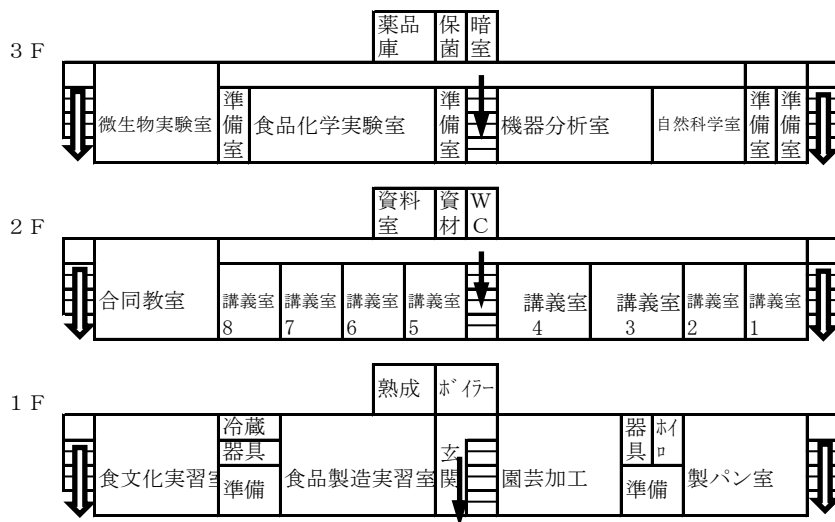 3F
薬品
庫
保
菌
暗
室
微生物実験室
準
備
室
食品化学実験室
準
備
室
機器分析室
自然科学室
準
備
室
準
備
室
2F
資料
室
資
材
W
C
合同教室
講義室
8
講義室
7
講義室
6
講義室
5
講義室
4
講義室
3
講義室
2
講義室
1
1F
熟成
ボイラー
食文化実習室
冷蔵
器具
準備
食品製造実習室
玄
関
園芸加工
器
具
ホイ
ロ
準備
製パン室